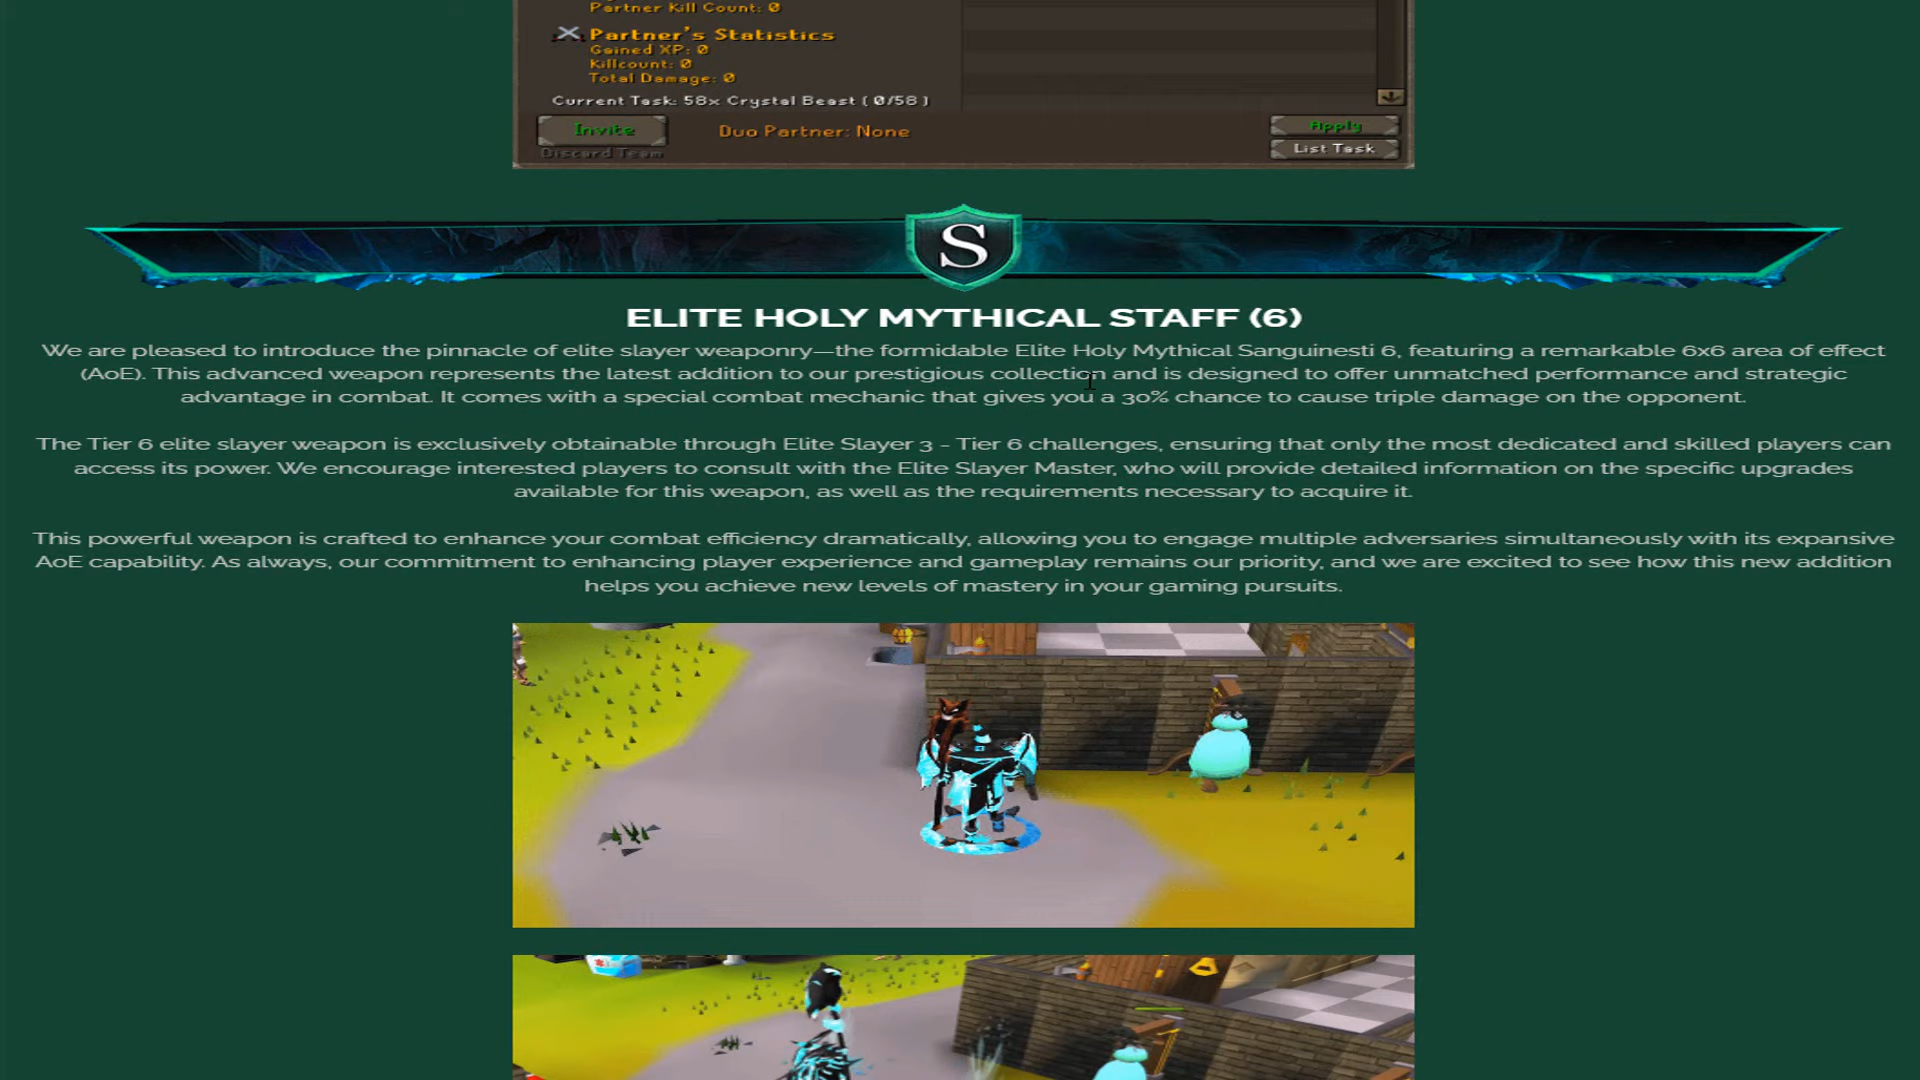 Partner Kill Count: 0
Partner's Statistics
Gained XP: 0
Killcount: 0
Total Damage: 0
Current Task: 58x Crystal Beast ( 0/58 )
Invite
Discard Team
Duo Partner: None
Apply
List Task
S
ELITE HOLY MYTHICAL STAFF (6)
We are pleased to introduce the pinnacle of elite slayer weaponry—the formidable Elite Holy Mythical Sanguinesti 6, featuring a remarkable 6x6 area of effect
(AoE). This advanced weapon represents the latest addition to our prestigious collection and is designed to offer unmatched performance and strategic
advantage in combat. It comes with a special combat mechanic that gives you a 30% chance to cause triple damage on the opponent.
The Tier 6 elite slayer weapon is exclusively obtainable through Elite Slayer 3 - Tier 6 challenges, ensuring that only the most dedicated and skilled players can
access its power. We encourage interested players to consult with the Elite Slayer Master, who will provide detailed information on the specific upgrades
available for this weapon, as well as the requirements necessary to acquire it.
This powerful weapon is crafted to enhance your combat efficiency dramatically, allowing you to engage multiple adversaries simultaneously with its expansive
AoE capability. As always, our commitment to enhancing player experience and gameplay remains our priority, and we are excited to see how this new addition
helps you achieve new levels of mastery in your gaming pursuits.